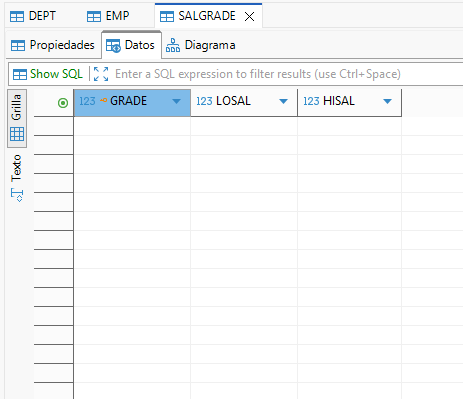 DEPT EMP SALGRADE
Propiedades Datos Diagrama
Show SQL Enter a SQL expression to filter results (use Ctrl+Space)
Grilla
Texto
123 GRADE 123 LOSAL 123 HISAL